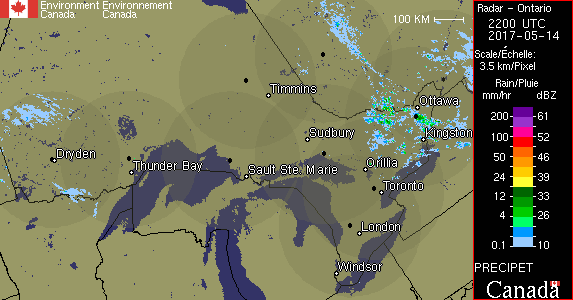 Environment Environnement
Canada Canada
100 KM
Timmins
Ottawa
Sudbury
Kingston
Dryden
Thunder Bay
Sault Ste. Marie
Orillia
Toronto
London
Windsor
Radar - Ontario
2200 UTC
2017-05-14
Scale/Échelle:
3.5 km/Pixel
Rain/Pluie
mm/hr dBZ
200 61
100 52
50 46
24 39
12 33
4 26
0.1 10
PRECIPET
Canada